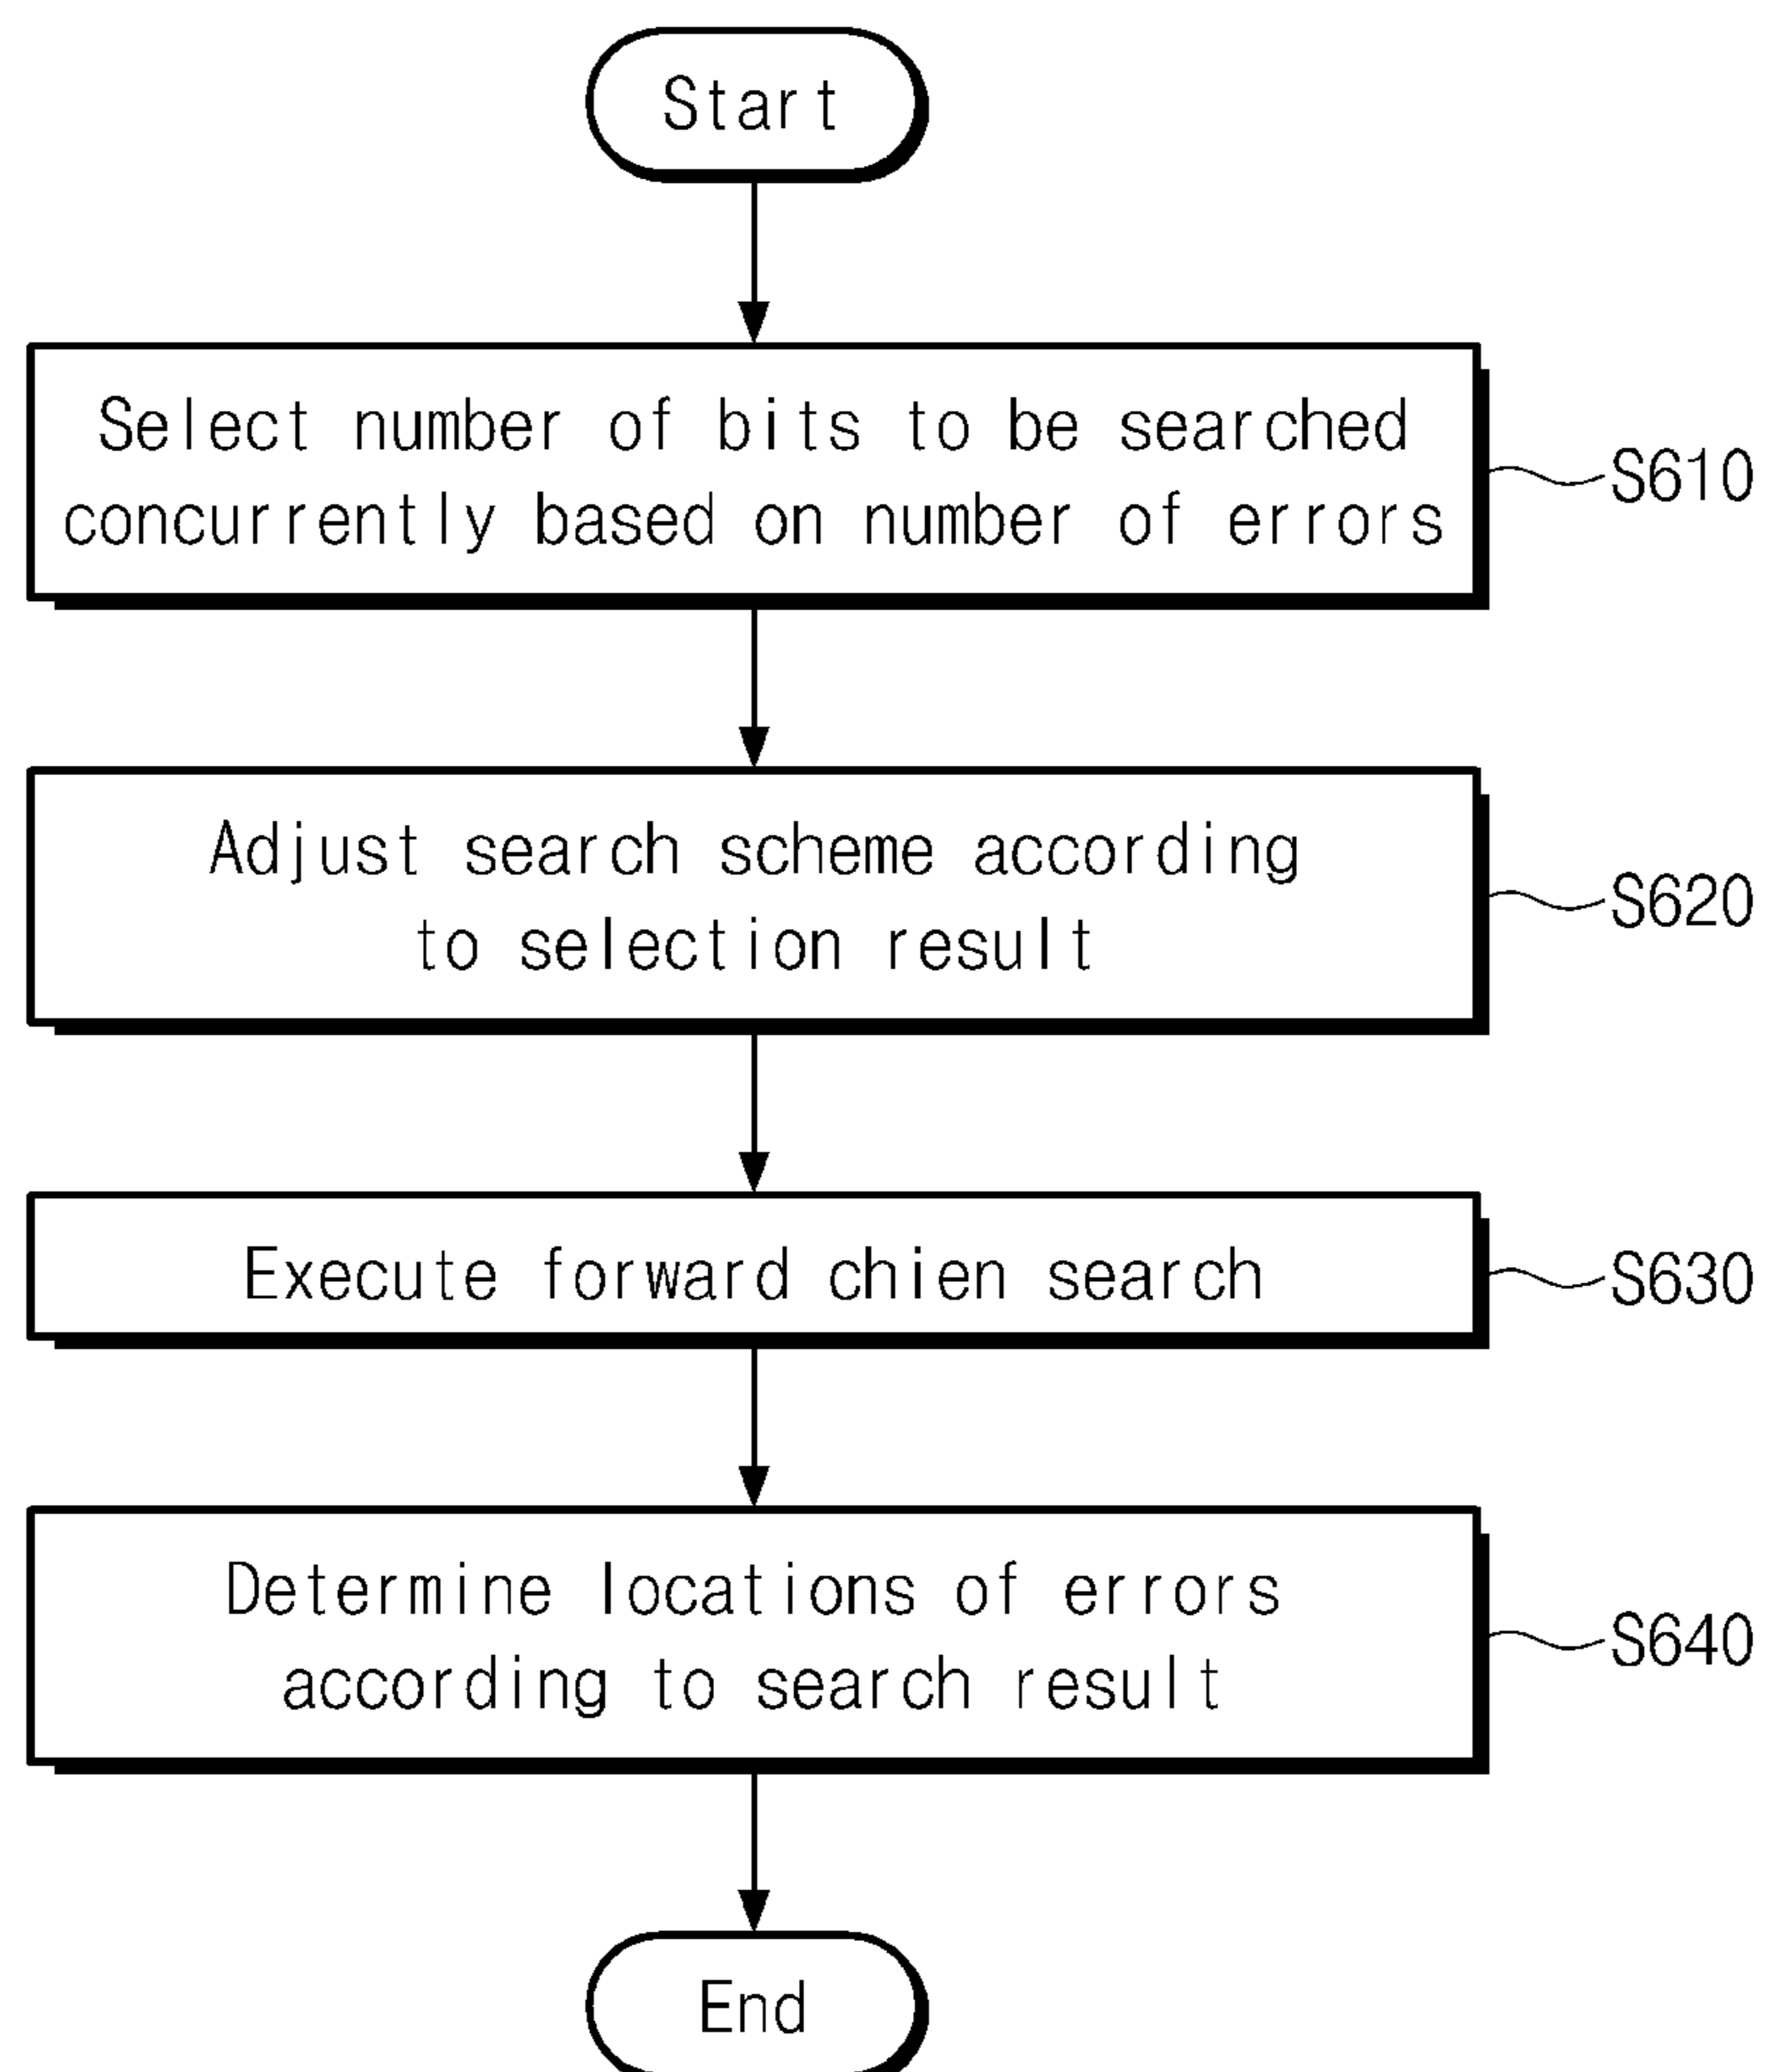 Start
Select number of bits to be searched
concurrently based on number of errors
S610
Adjust search scheme according
to selection result
S620
Execute forward chien search
S630
Determine locations of errors
according to search result
S640
End